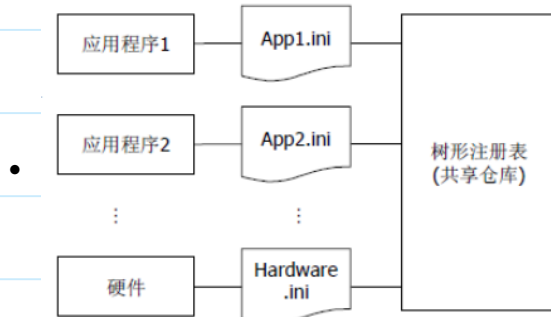 应用程序1
App1.ini
应用程序2
App2.ini
树形注册表
(共享仓库)
⋮
⋮
硬件
Hardware
.ini